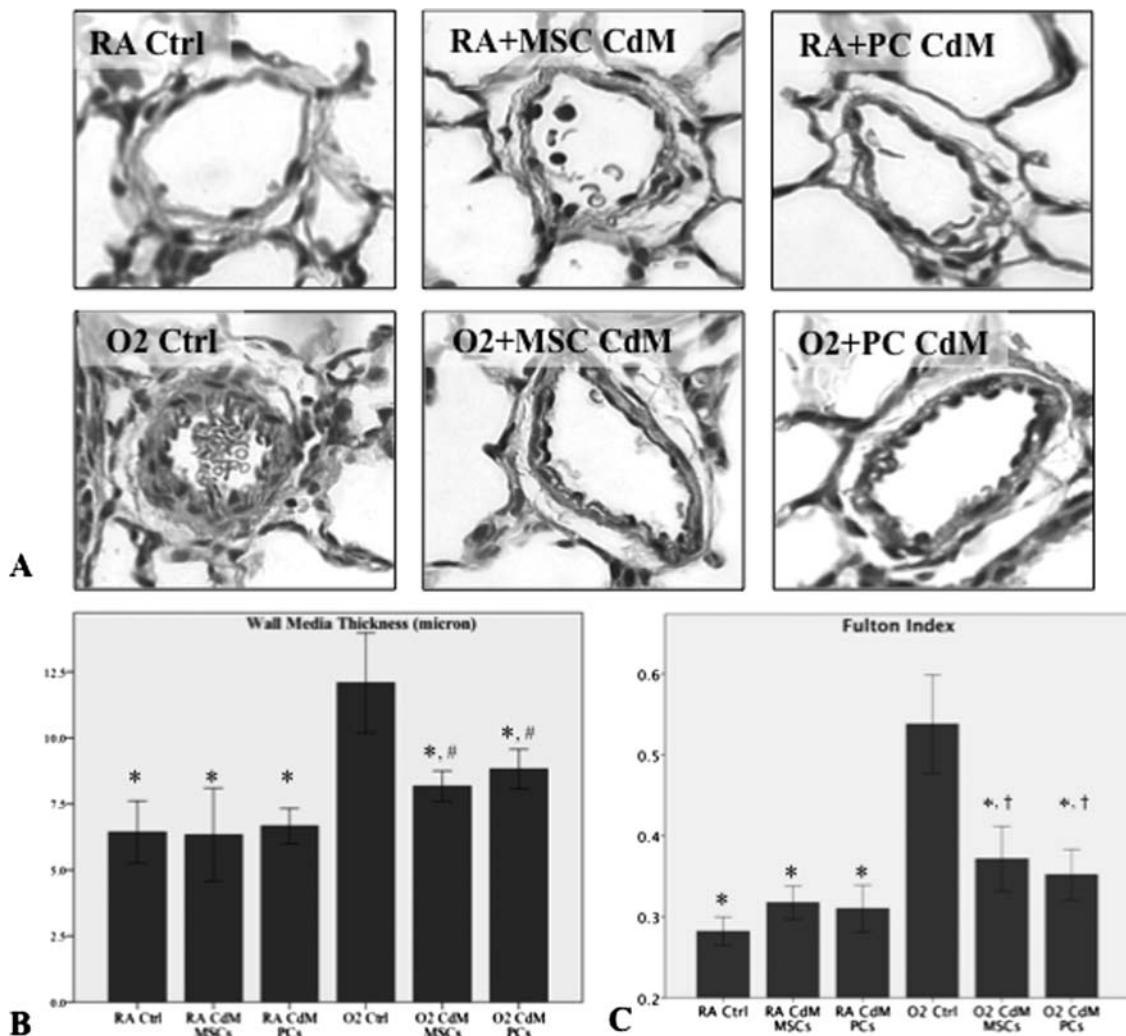 RA Ctrl
RA+MSC CdM
RA+PC CdM
O2 Ctrl
O2+MSC CdM
O2+PC CdM
A
Wall Media Thickness (micron)
12.5
10.0
7.5
5.0
2.5
0.0
*
*
*
*, #
*, #
RA Ctrl
RA CdM MSCs
RA CdM PCs
O2 Ctrl
O2 CdM MSCs
O2 CdM PCs
B
Fulton Index
0.6
0.5
0.4
0.3
0.2
*
*
*
*, †
*, †
RA Ctrl
RA CdM MSCs
RA CdM PCs
O2 Ctrl
O2 CdM MSCs
O2 CdM PCs
C